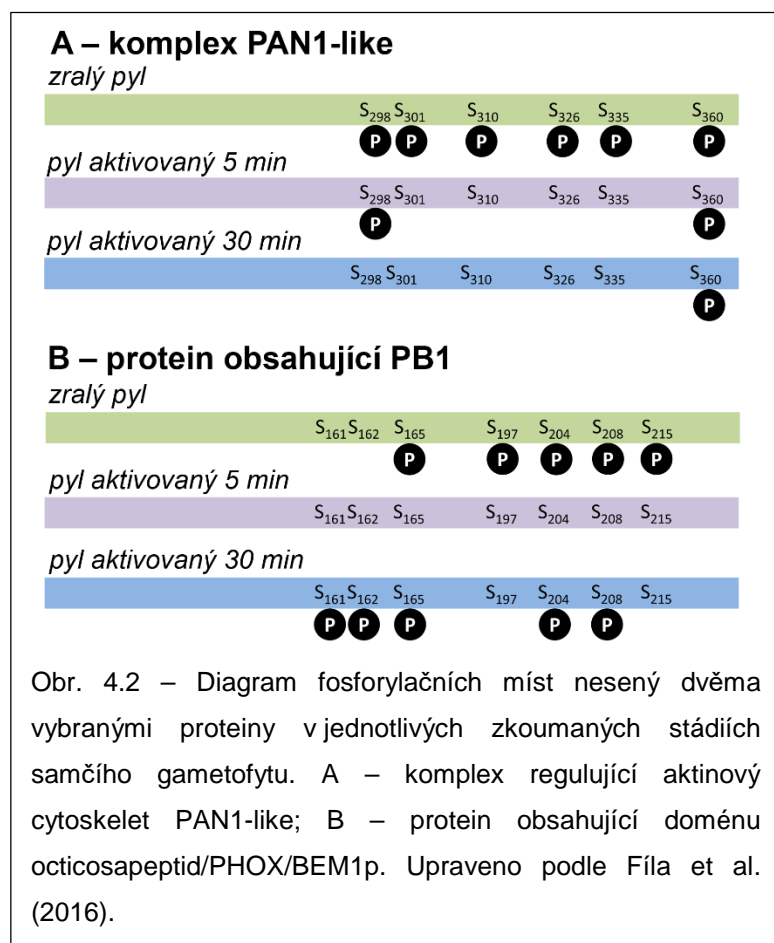 A – komplex PAN1-like
zralý pyl
S298 S301 S310 S326 S335 S360
P P P P P P
pyl aktivovaný 5 min
S298 S301 S310 S326 S335 S360
P P
pyl aktivovaný 30 min
S298 S301 S310 S326 S335 S360
P
B – protein obsahující PB1
zralý pyl
S161 S162 S165 S197 S204 S208 S215
P P P P P
pyl aktivovaný 5 min
S161 S162 S165 S197 S204 S208 S215
pyl aktivovaný 30 min
S161 S162 S165 S197 S204 S208 S215
P P P P P
Obr. 4.2 – Diagram fosforylačních míst nesený dvěma
vybranými proteiny v jednotlivých zkoumaných stádiích
samčího gametofytu. A – komplex regulující aktinový
cytoskelet PAN1-like; B – protein obsahující doménu
octicosapeptid/PHOX/BEM1p. Upraveno podle Fíla et al.
(2016).